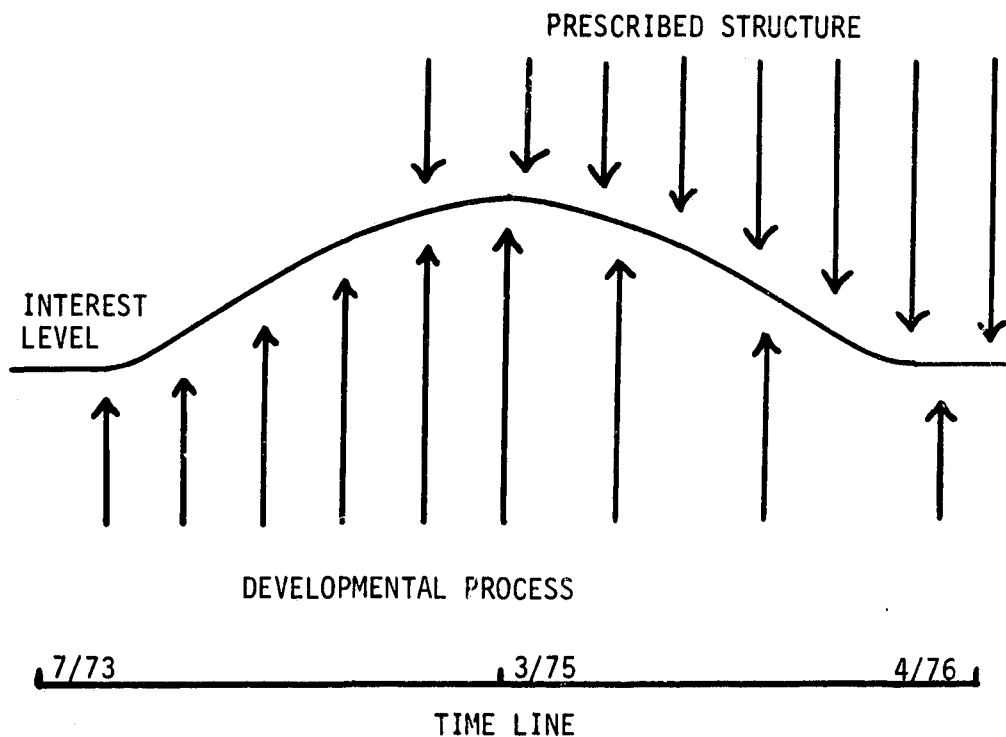 PRESCRIBED STRUCTURE
INTEREST
LEVEL
DEVELOPMENTAL PROCESS
7/73
3/75
4/76
TIME LINE